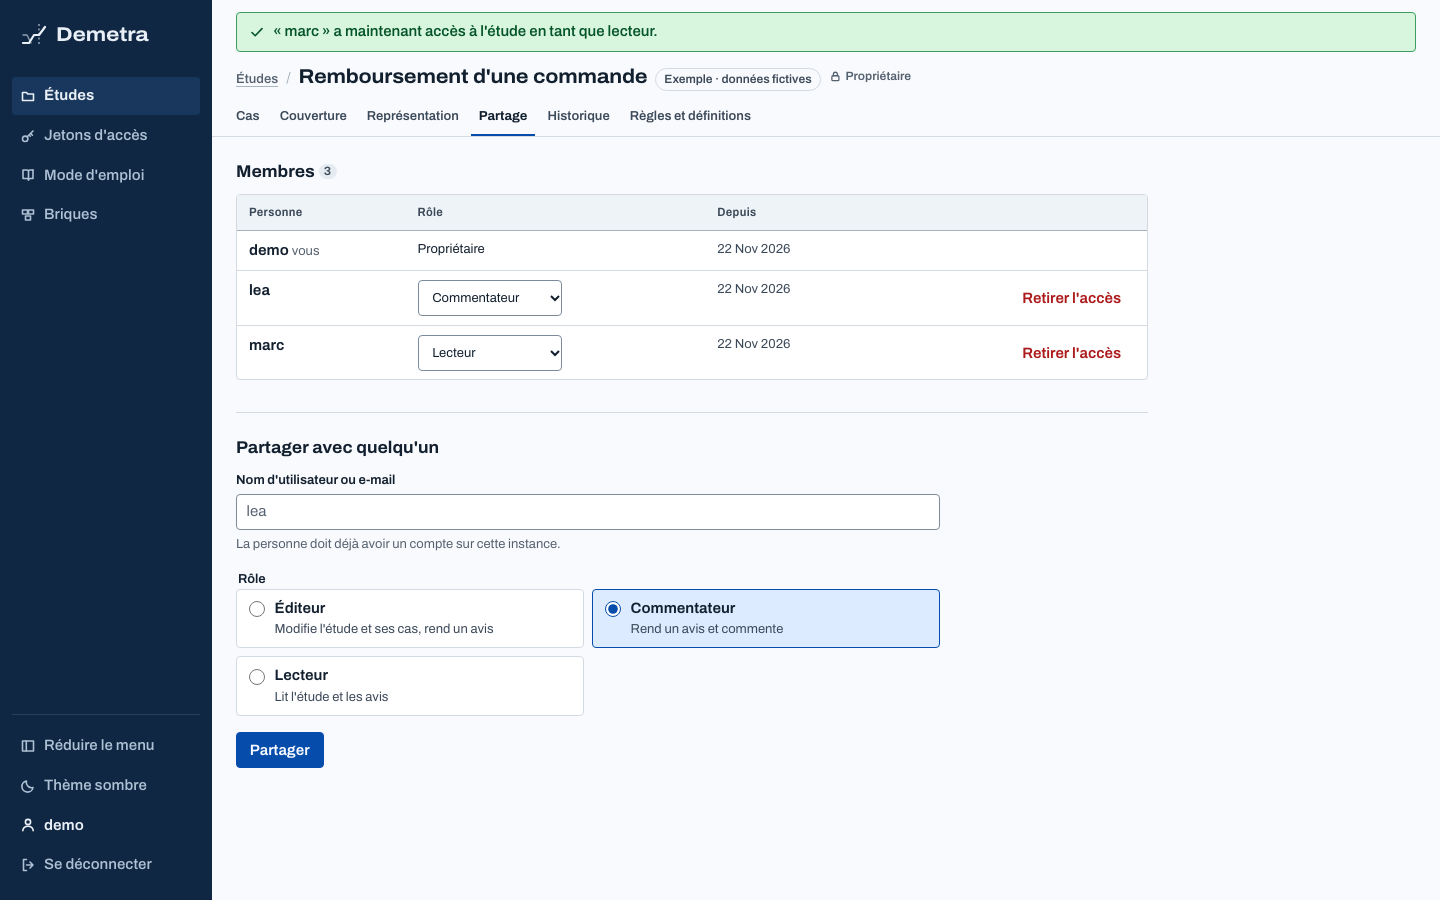 Demetra
Études
Jetons d'accès
Mode d'emploi
Briques
Réduire le menu
Thème sombre
demo
Se déconnecter
« marc » a maintenant accès à l'étude en tant que lecteur.
Études / Remboursement d'une commande Exemple · données fictives Propriétaire
Cas Couverture Représentation Partage Historique Règles et définitions
Membres 3
Personne Rôle Depuis
demo vous Propriétaire 22 Nov 2026
lea Commentateur 22 Nov 2026 Retirer l'accès
marc Lecteur 22 Nov 2026 Retirer l'accès
Partager avec quelqu'un
Nom d'utilisateur ou e-mail
lea
La personne doit déjà avoir un compte sur cette instance.
Rôle
Éditeur
Modifie l'étude et ses cas, rend un avis
Commentateur
Rend un avis et commente
Lecteur
Lit l'étude et les avis
Partager